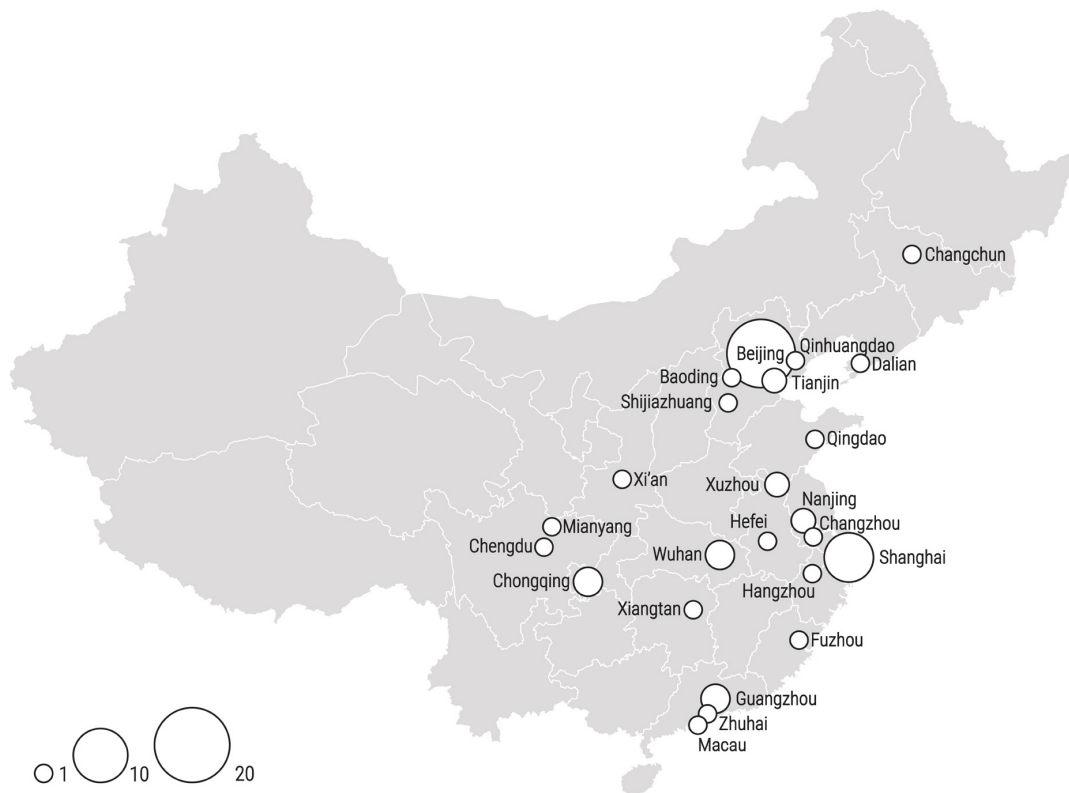 Changchun
Beijing
Qinhuangdao
Dalian
Baoding
Tianjin
Shijiazhuang
Qingdao
Xi'an
Xuzhou
Nanjing
Hefei
Changzhou
Mianyang
Chengdu
Wuhan
Shanghai
Chongqing
Hangzhou
Xiangtan
Fuzhou
Guangzhou
Zhuhai
Macau
1
10
20